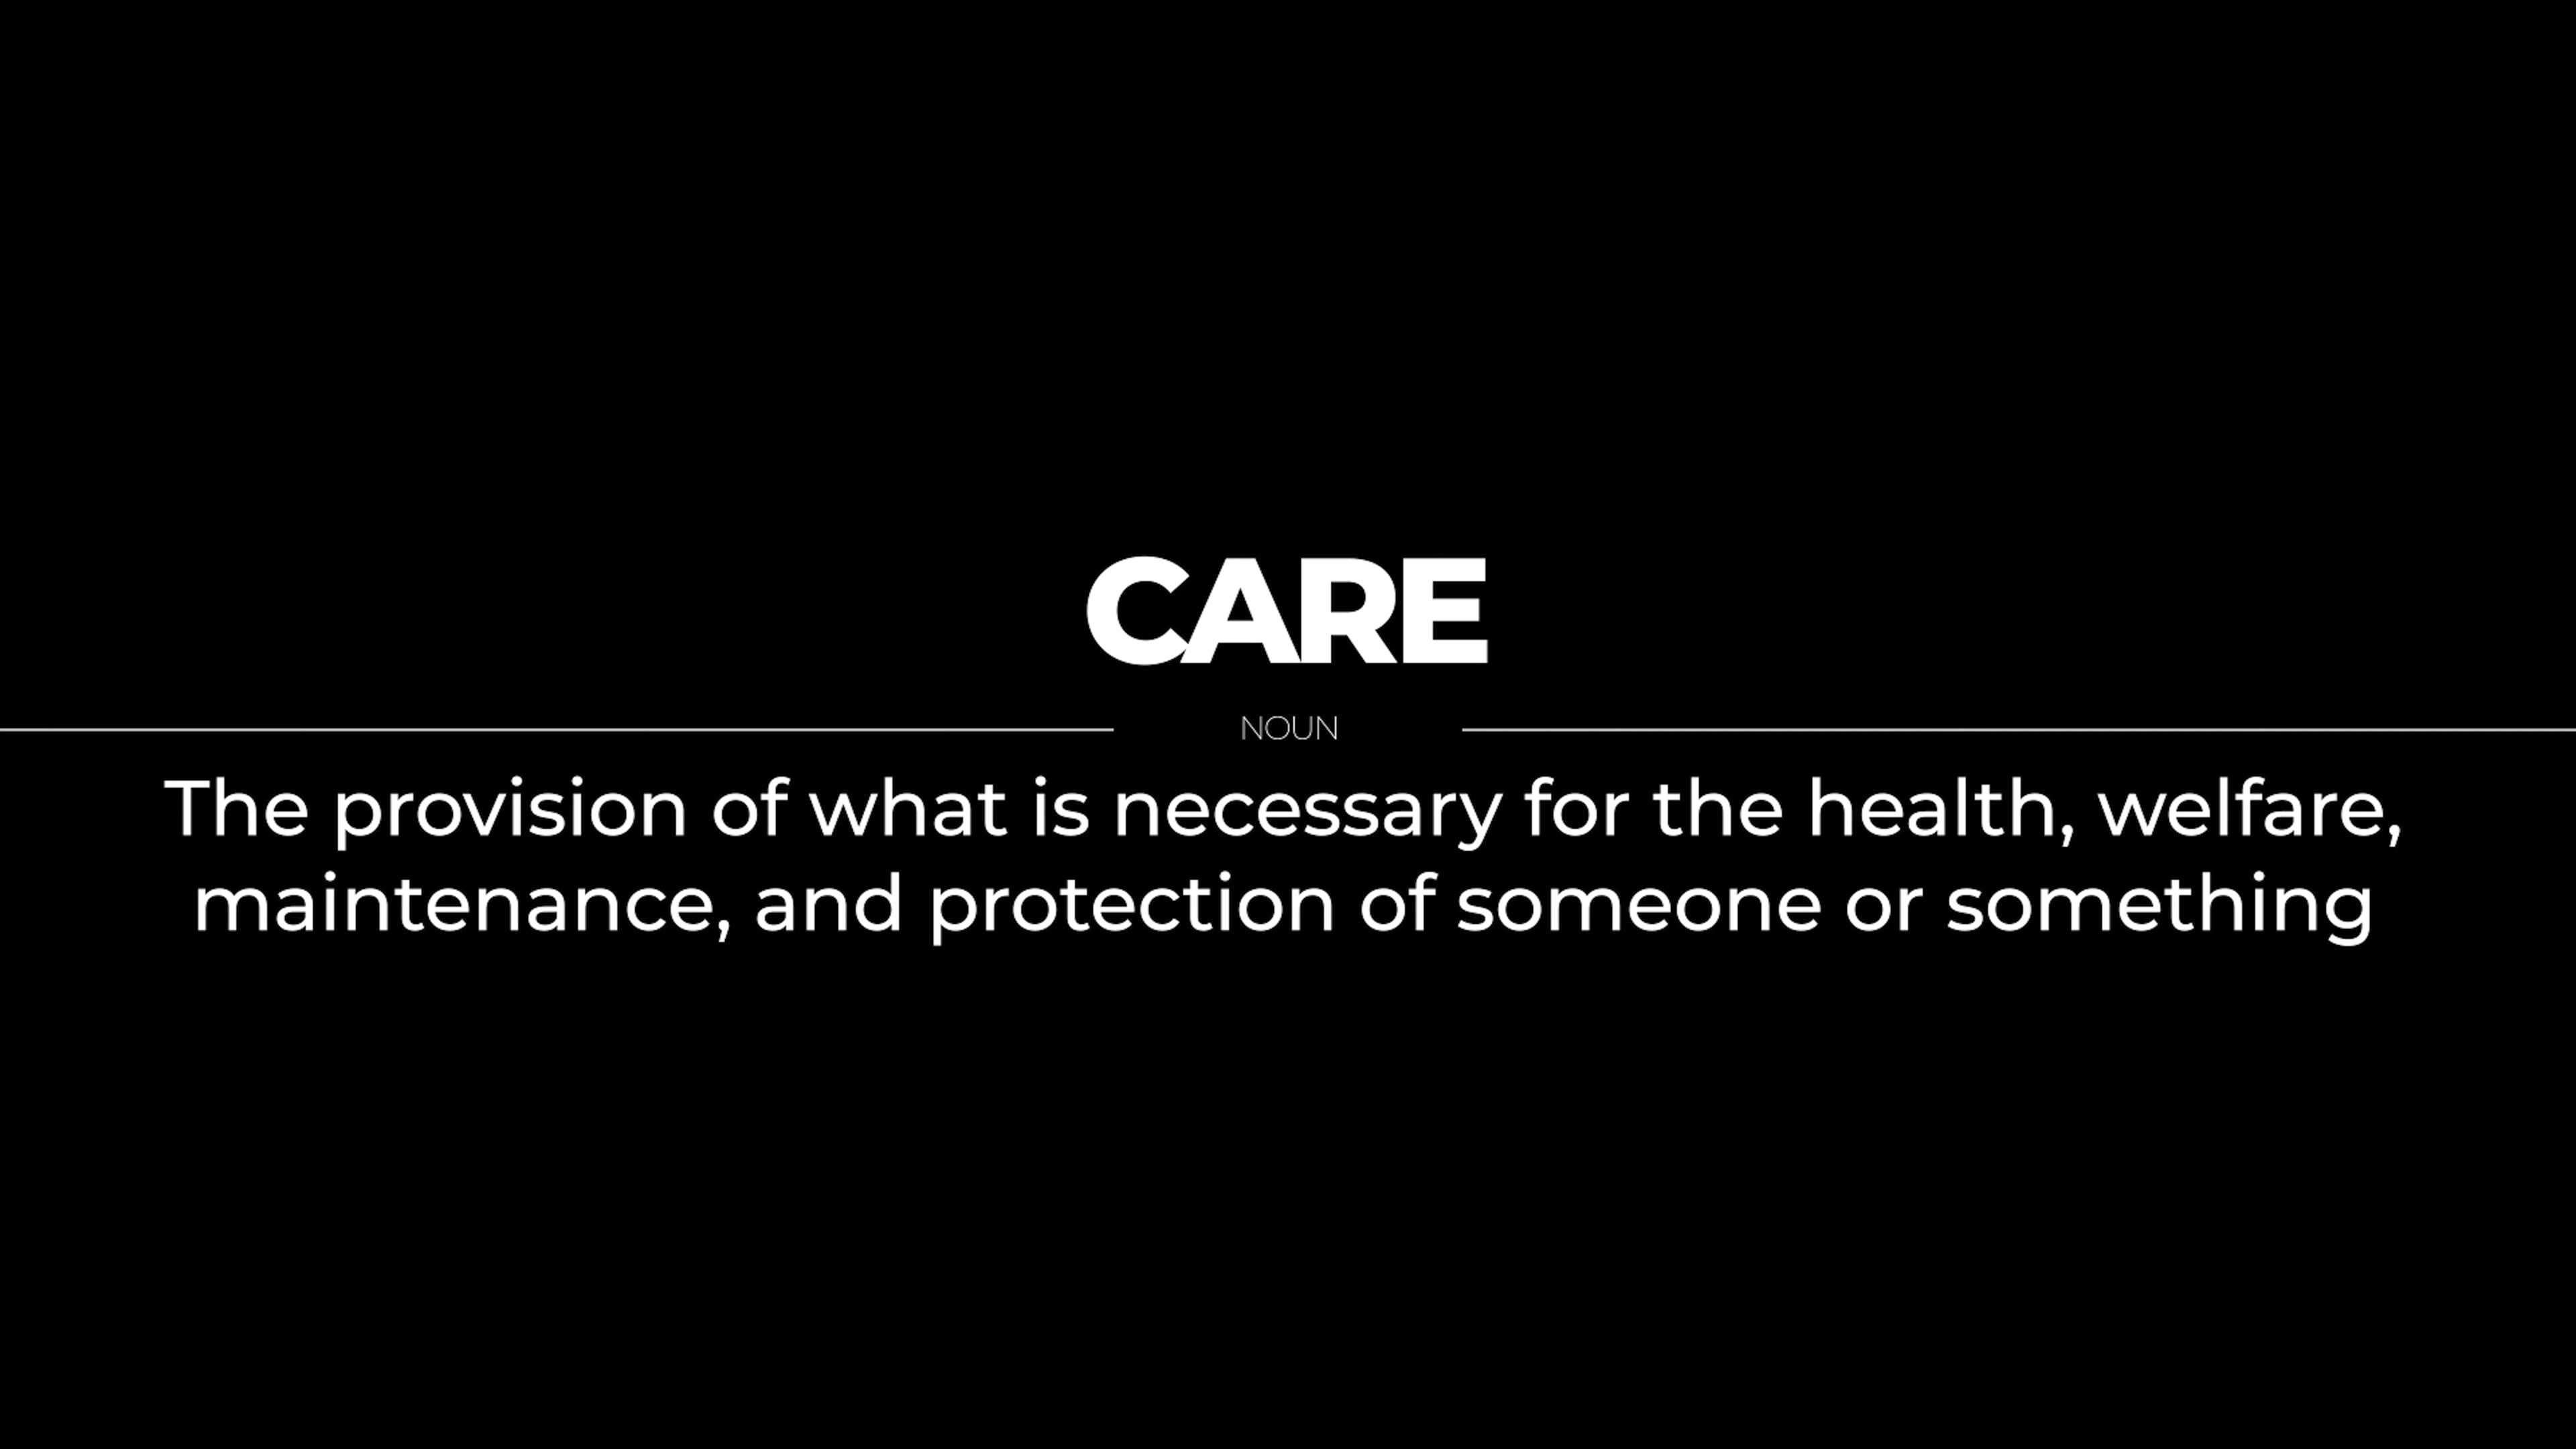 CARE
NOUN
The provision of what is necessary for the health, welfare,
maintenance, and protection of someone or something